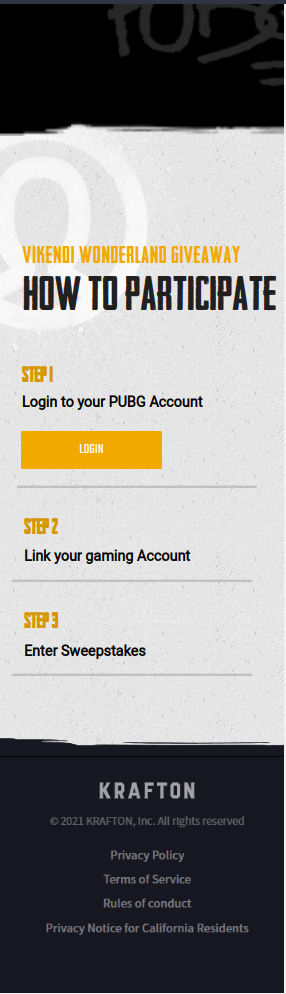 PUBG
VIKENDI WONDERLAND GIVEAWAY
HOW TO PARTICIPATE
STEP 1
Login to your PUBG Account
LOGIN
STEP 2
Link your gaming Account
STEP 3
Enter Sweepstakes
KRAFTON
© 2021 KRAFTON, Inc. All rights reserved
Privacy Policy
Terms of Service
Rules of conduct
Privacy Notice for California Residents